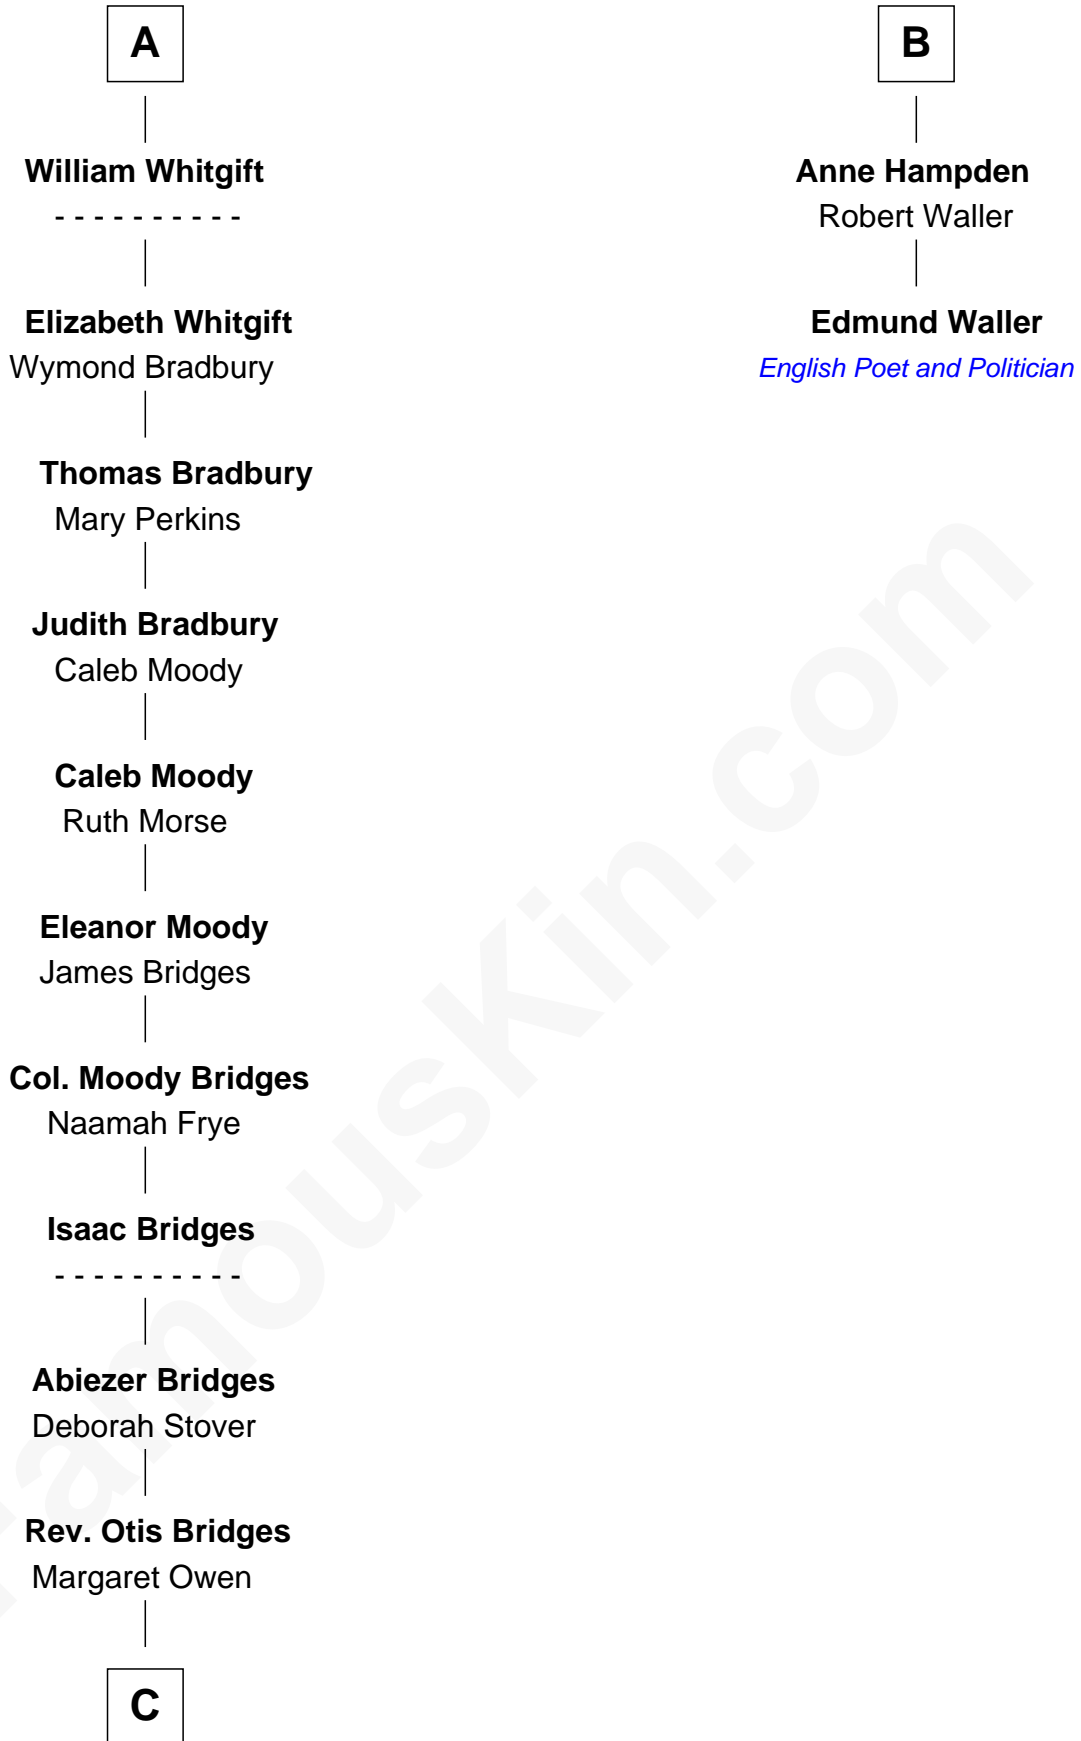 A
William Whitgift
- - - - - - - - - -
Elizabeth Whitgift
Wymond Bradbury
Thomas Bradbury
Mary Perkins
Judith Bradbury
Caleb Moody
Caleb Moody
Ruth Morse
Eleanor Moody
James Bridges
Col. Moody Bridges
Naamah Frye
Isaac Bridges
- - - - - - - - - -
Abiezer Bridges
Deborah Stover
Rev. Otis Bridges
Margaret Owen
C
B
Anne Hampden
Robert Waller
Edmund Waller
English Poet and Politician
FamousKin.com